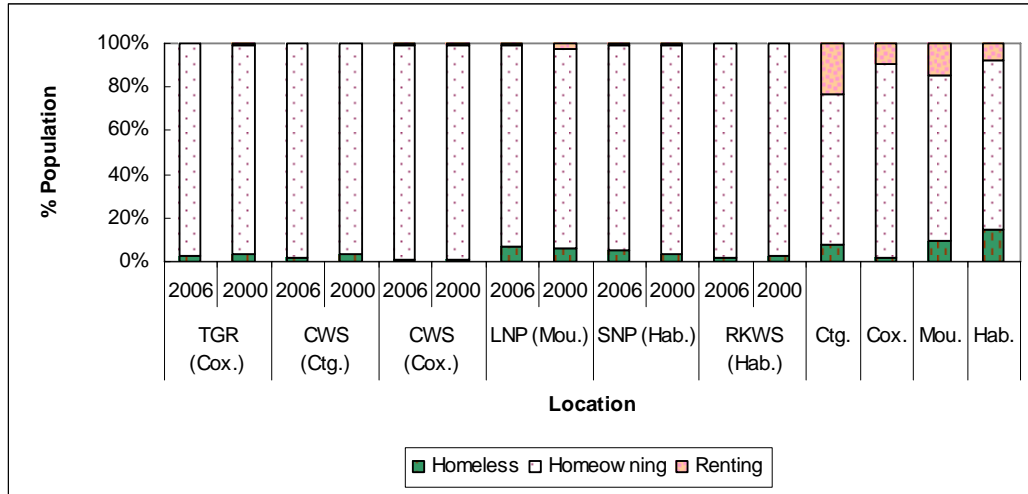 100%
80%
60%
40%
20%
0%
% Population
2006 2000 2006 2000 2006 2000 2006 2000 2006 2000 2006 2000
TGR (Cox.) CWS (Ctg.) CWS (Cox.) LNP (Mou.) SNP (Hab.) RKWS (Hab.) Ctg. Cox. Mou. Hab.
Location
Homeless Homeow ning Renting